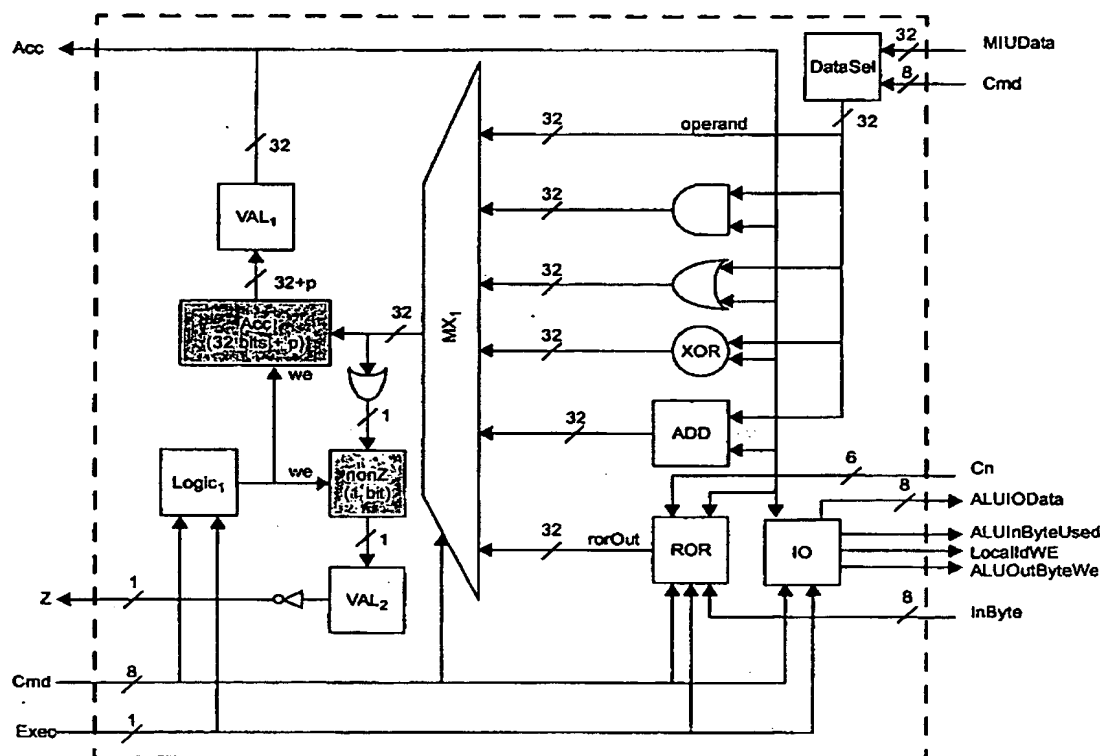 Acc
32
MIUData
DataSel
8
Cmd
32
32
operand
32
32
VAL1
32+p
32
Acc
(32 bits(+ p))
we
32
MX1
32
XOR
1
32
ADD
Logic1
we
nonZ
(1 bit)
6
Cn
8
ALUIOData
1
32
rorOut
ROR
IO
ALUInByteUsed
LocalIdWE
ALUOutByteWe
Z
1
VAL2
8
InByte
Cmd
8
Exec
1